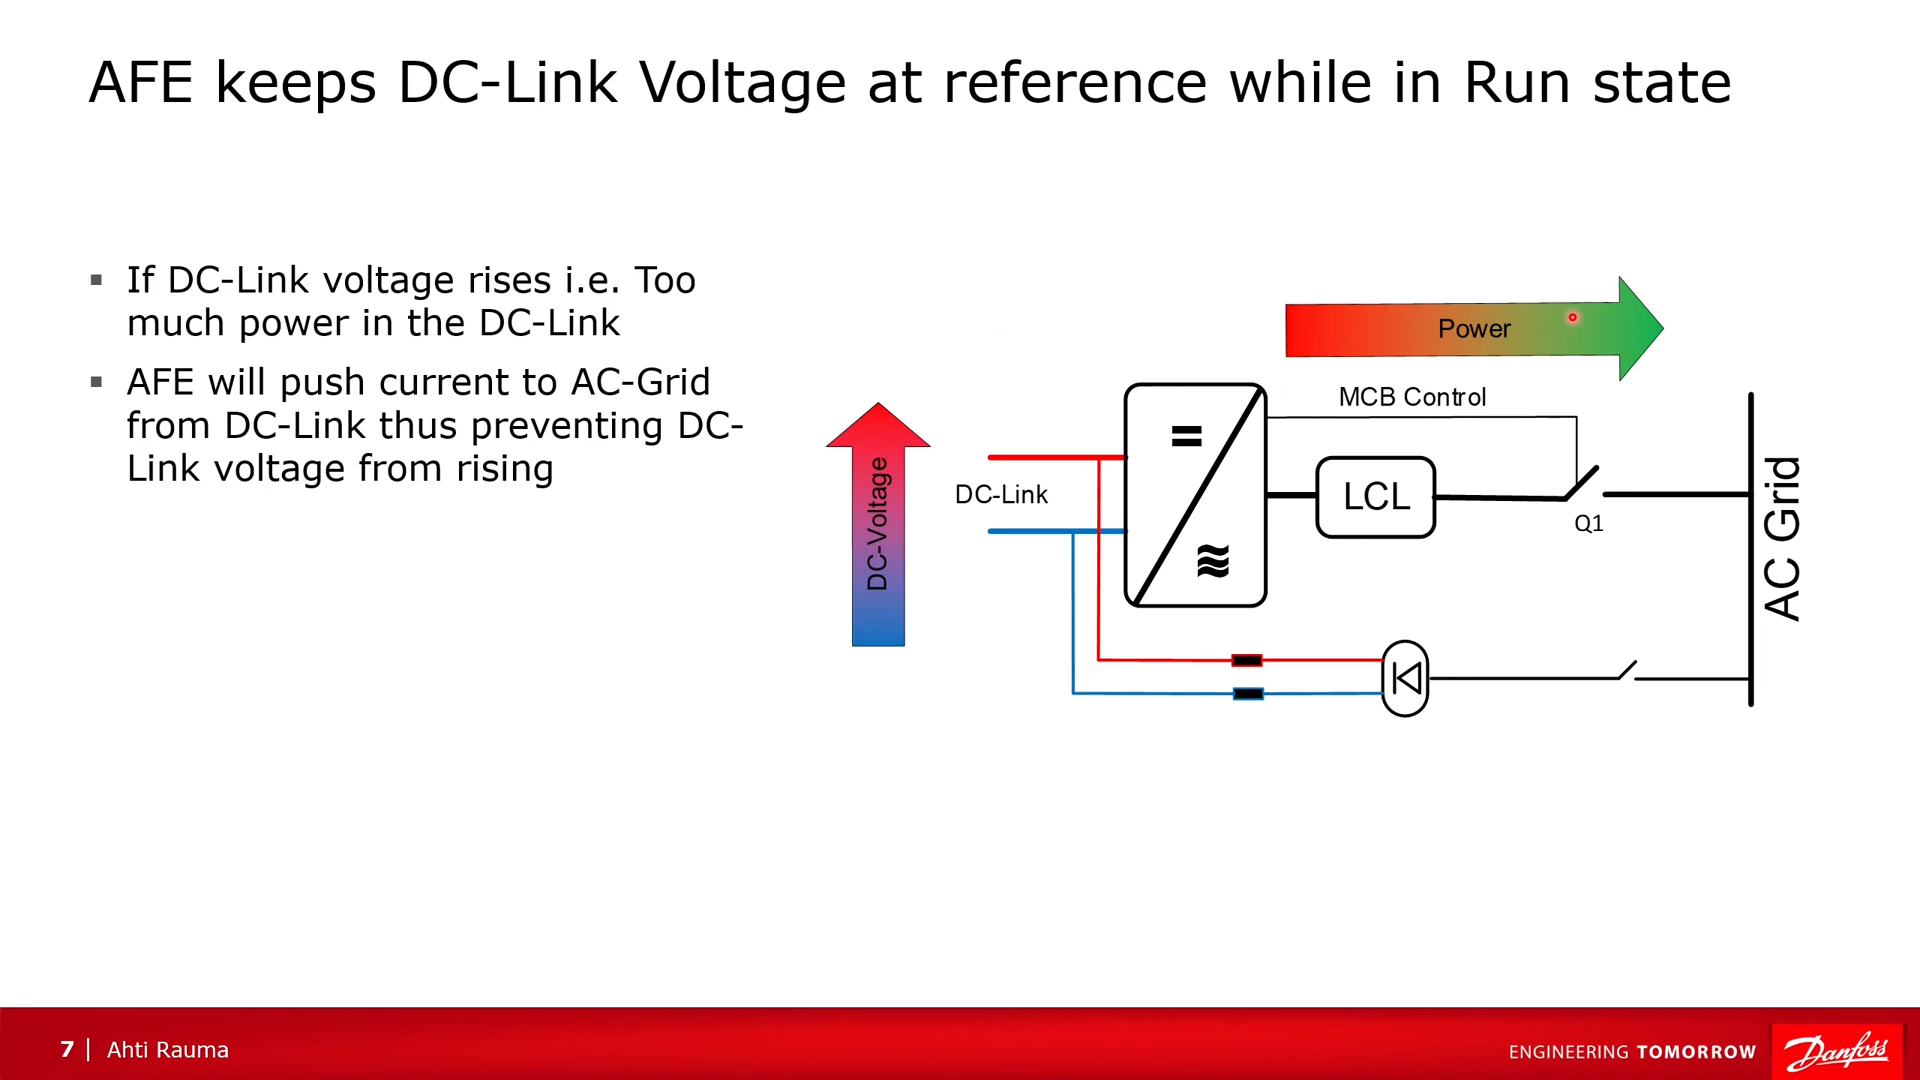 AFE keeps DC-Link Voltage at reference while in Run state
▪ If DC-Link voltage rises i.e. Too
much power in the DC-Link
▪ AFE will push current to AC-Grid
from DC-Link thus preventing DC-
Link voltage from rising
Power
MCB Control
DC-Voltage
DC-Link
LCL
Q1
AC Grid
7 | Ahti Rauma
ENGINEERING TOMORROW
Danfoss